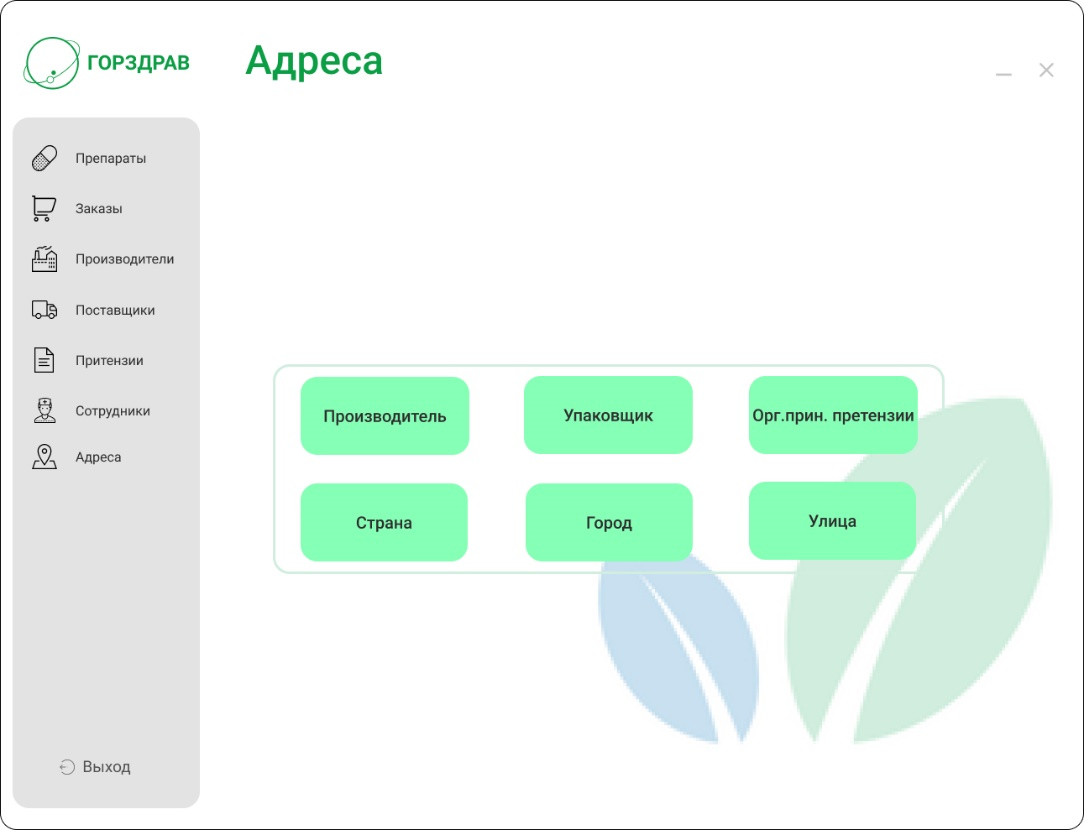 ГОРЗДРАВ
Адреса
Препараты
Заказы
Производители
Поставщики
Притензии
Сотрудники
Адреса
Производитель
Упаковщик
Орг.прин. претензии
Страна
Город
Улица
Выход